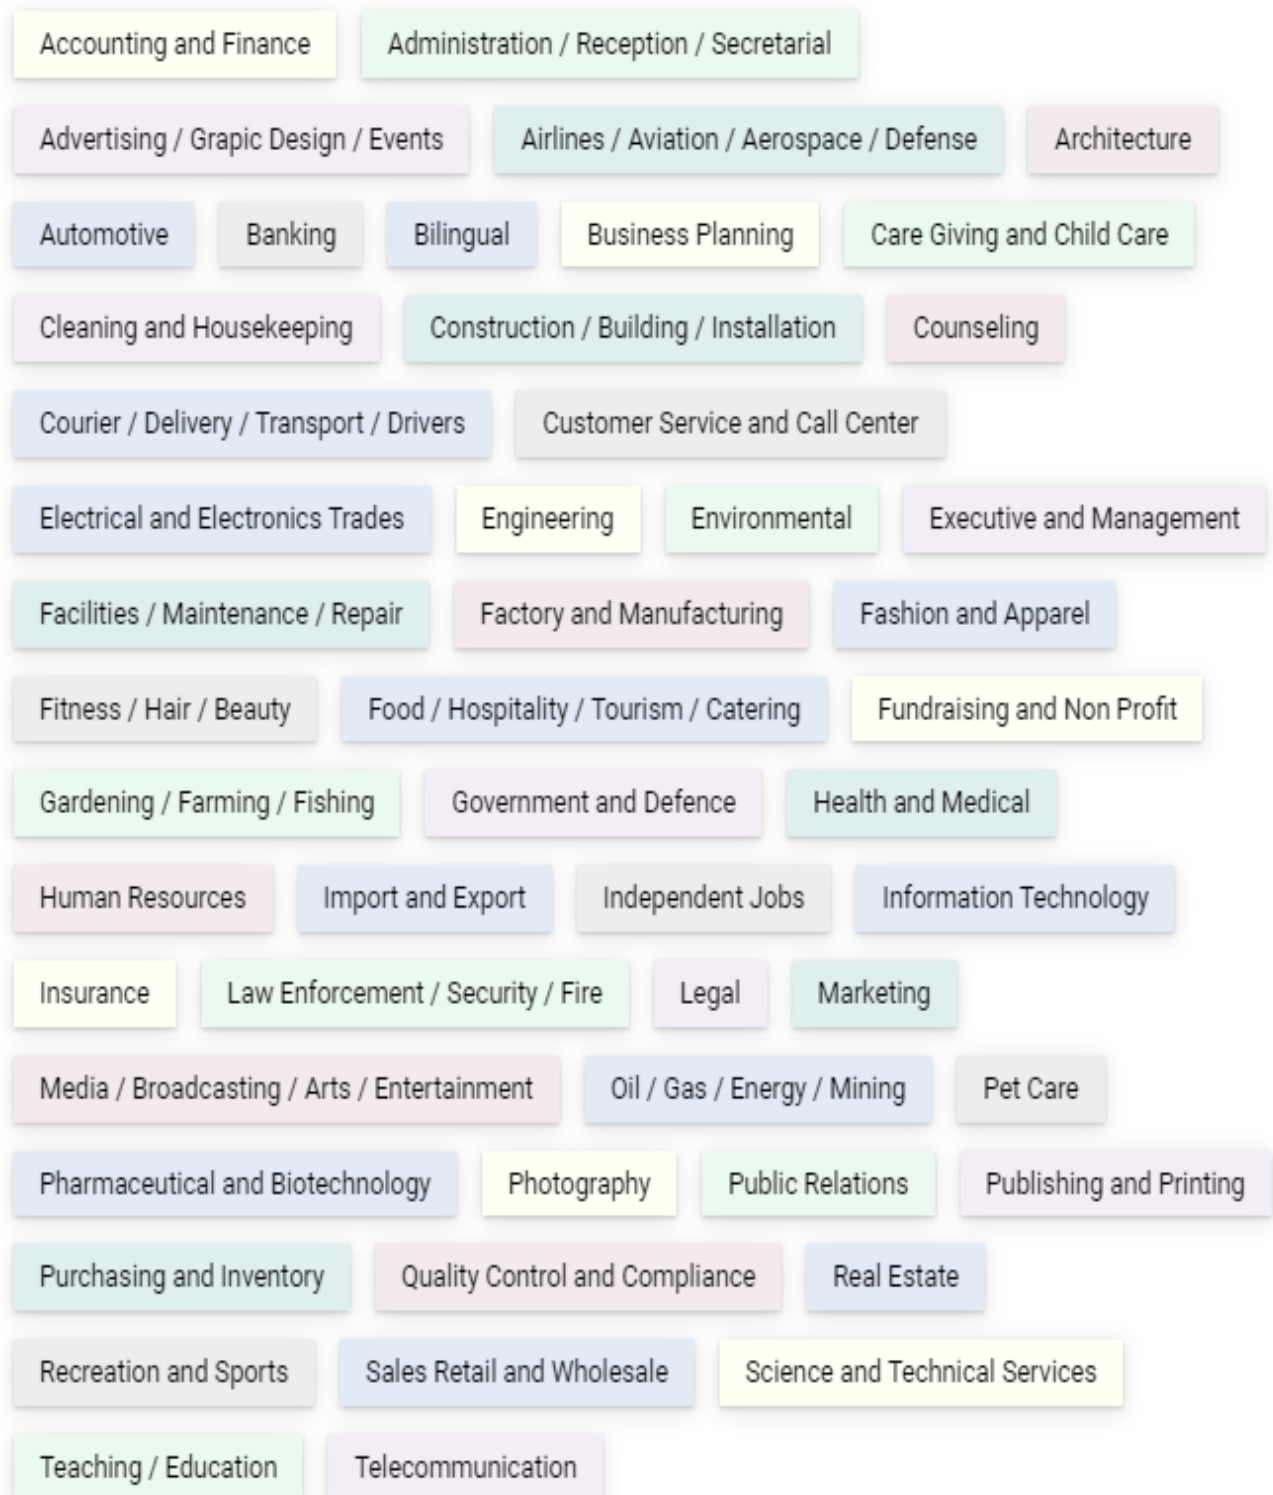 Accounting and Finance Administration / Reception / Secretarial
Advertising / Grapic Design / Events Airlines / Aviation / Aerospace / Defense Architecture
Automotive Banking Bilingual Business Planning Care Giving and Child Care
Cleaning and Housekeeping Construction / Building / Installation Counseling
Courier / Delivery / Transport / Drivers Customer Service and Call Center
Electrical and Electronics Trades Engineering Environmental Executive and Management
Facilities / Maintenance / Repair Factory and Manufacturing Fashion and Apparel
Fitness / Hair / Beauty Food / Hospitality / Tourism / Catering Fundraising and Non Profit
Gardening / Farming / Fishing Government and Defence Health and Medical
Human Resources Import and Export Independent Jobs Information Technology
Insurance Law Enforcement / Security / Fire Legal Marketing
Media / Broadcasting / Arts / Entertainment Oil / Gas / Energy / Mining Pet Care
Pharmaceutical and Biotechnology Photography Public Relations Publishing and Printing
Purchasing and Inventory Quality Control and Compliance Real Estate
Recreation and Sports Sales Retail and Wholesale Science and Technical Services
Teaching / Education Telecommunication